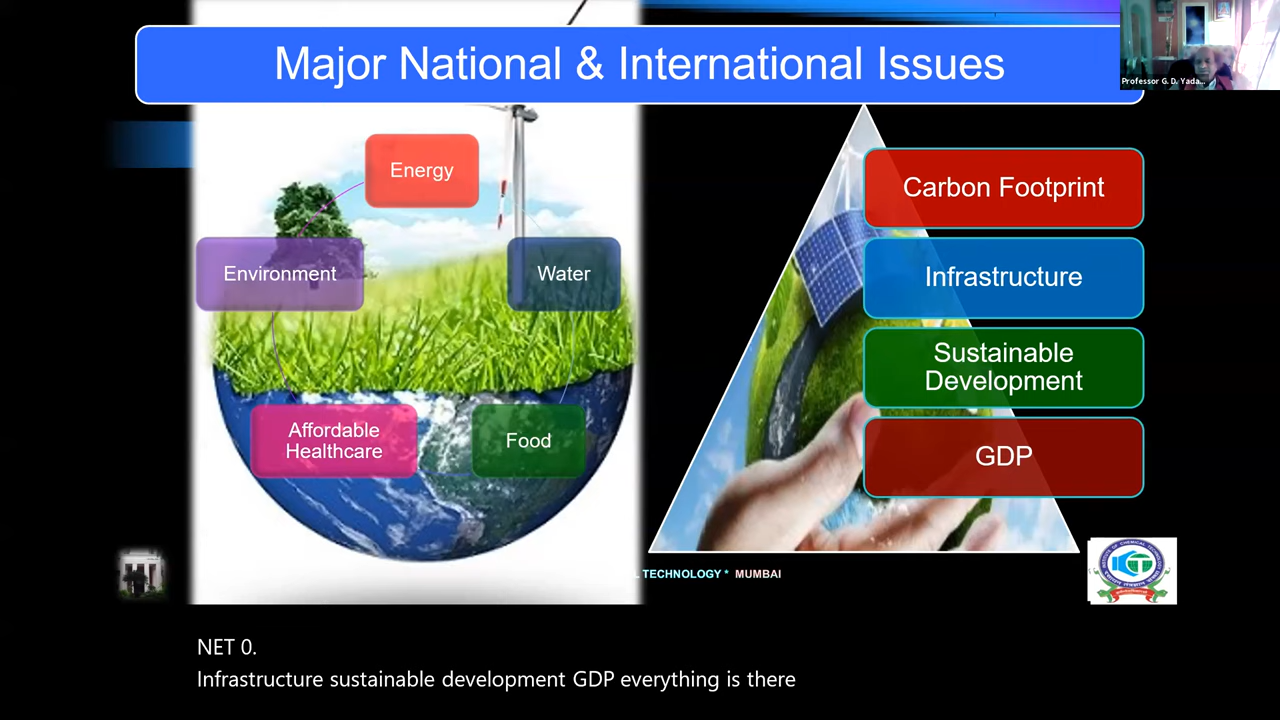 Major National & International Issues
Professor G. D. Yada...
Energy
Environment
Water
Affordable
Healthcare
Food
Carbon Footprint
Infrastructure
Sustainable
Development
GDP
TECHNOLOGY * MUMBAI
NET 0.
Infrastructure sustainable development GDP everything is there